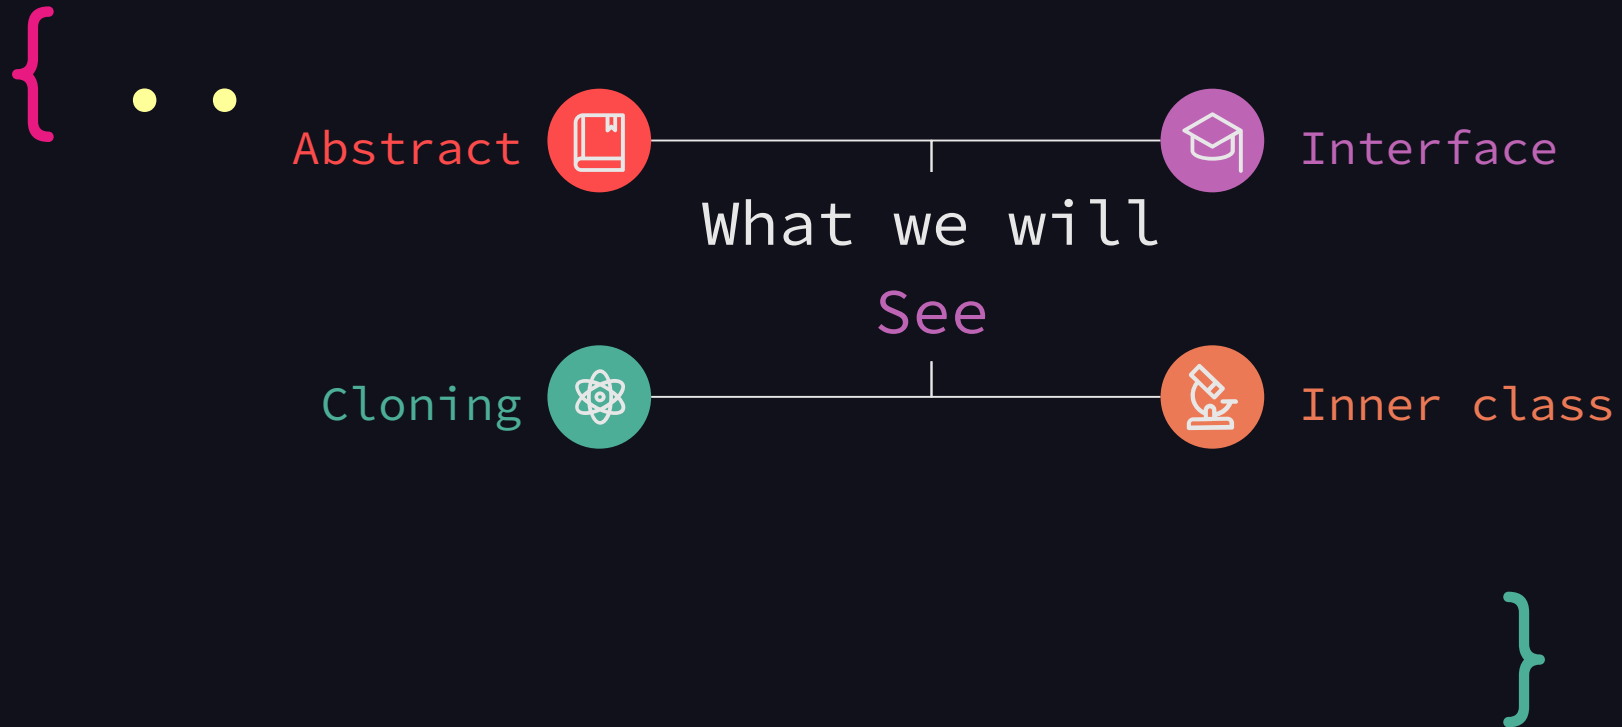 {
..
Abstract
Interface
What we will
See
Cloning
Inner class
}